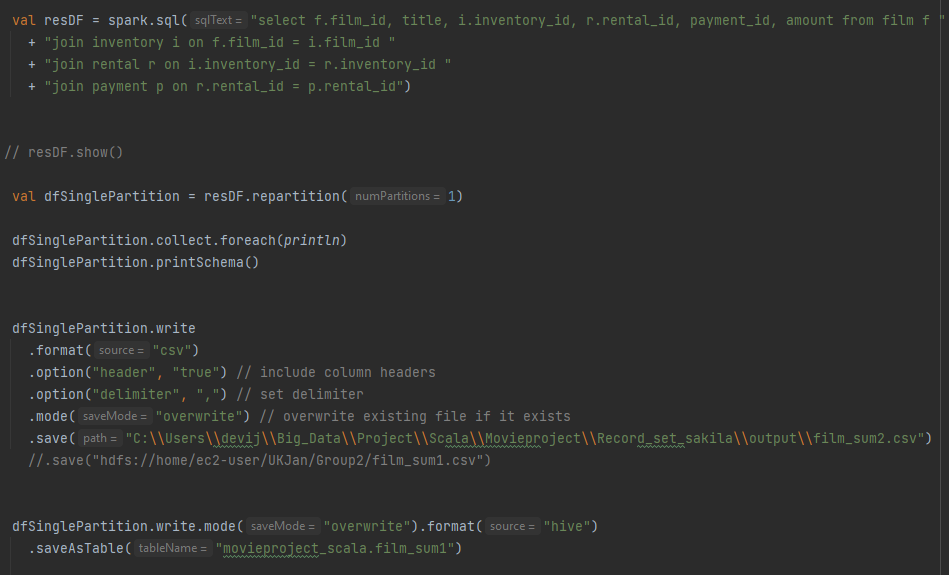 val resDF = spark.sql( sqlText = "select f.film_id, title, i.inventory_id, r.rental_id, payment_id, amount from film f "
+ "join inventory i on f.film_id = i.film_id "
+ "join rental r on i.inventory_id = r.inventory_id "
+ "join payment p on r.rental_id = p.rental_id")
// resDF.show()
val dfSinglePartition = resDF.repartition( numPartitions = 1)
dfSinglePartition.collect.foreach(println)
dfSinglePartition.printSchema()
dfSinglePartition.write
.format( source = "csv")
.option("header", "true") // include column headers
.option("delimiter", ",") // set delimiter
.mode( saveMode = "overwrite") // overwrite existing file if it exists
.save( path = "C:\\Users\\devij\\Big_Data\\Project\\Scala\\Movieproject\\Record_set_sakila\\output\\film_sum2.csv")
//.save("hdfs://home/ec2-user/UKJan/Group2/film_sum1.csv")
dfSinglePartition.write.mode( saveMode = "overwrite").format( source = "hive")
.saveAsTable( tableName = "movieproject_scala.film_sum1")